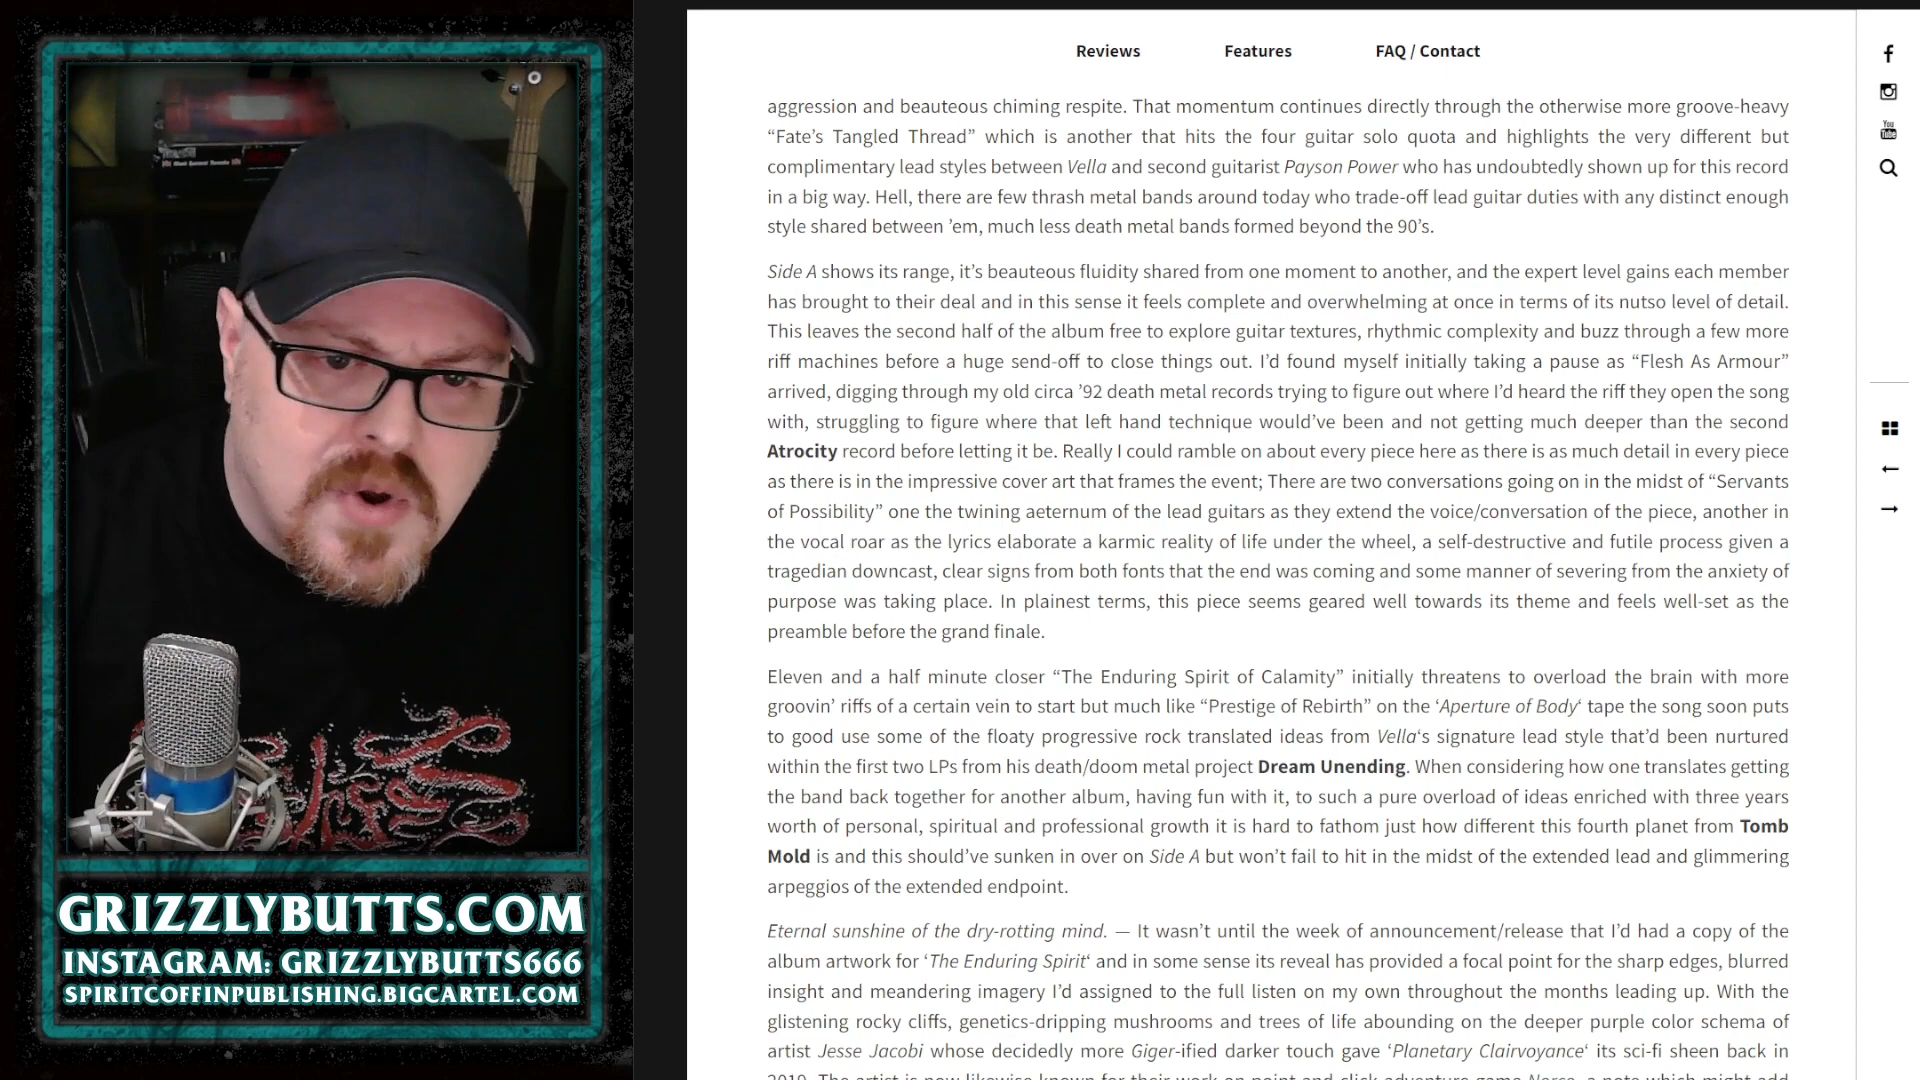 GRIZZLYBUTTS.COM
INSTAGRAM: GRIZZLYBUTTS666
SPIRITCOFFINPUBLISHING.BIGCARTEL.COM
Reviews Features FAQ / Contact
You
Tube
aggression and beauteous chiming respite. That momentum continues directly through the otherwise more groove-heavy
“Fate’s Tangled Thread” which is another that hits the four guitar solo quota and highlights the very different but
complimentary lead styles between Vella and second guitarist Payson Power who has undoubtedly shown up for this record
in a big way. Hell, there are few thrash metal bands around today who trade-off lead guitar duties with any distinct enough
style shared between ’em, much less death metal bands formed beyond the 90’s.
Side A shows its range, it’s beauteous fluidity shared from one moment to another, and the expert level gains each member
has brought to their deal and in this sense it feels complete and overwhelming at once in terms of its nutso level of detail.
This leaves the second half of the album free to explore guitar textures, rhythmic complexity and buzz through a few more
riff machines before a huge send-off to close things out. I’d found myself initially taking a pause as “Flesh As Armour”
arrived, digging through my old circa ’92 death metal records trying to figure out where I’d heard the riff they open the song
with, struggling to figure where that left hand technique would’ve been and not getting much deeper than the second
Atrocity record before letting it be. Really I could ramble on about every piece here as there is as much detail in every piece
as there is in the impressive cover art that frames the event; There are two conversations going on in the midst of “Servants
of Possibility” one the twining aeternum of the lead guitars as they extend the voice/conversation of the piece, another in
the vocal roar as the lyrics elaborate a karmic reality of life under the wheel, a self-destructive and futile process given a
tragedian downcast, clear signs from both fonts that the end was coming and some manner of severing from the anxiety of
purpose was taking place. In plainest terms, this piece seems geared well towards its theme and feels well-set as the
preamble before the grand finale.
Eleven and a half minute closer “The Enduring Spirit of Calamity” initially threatens to overload the brain with more
groovin’ riffs of a certain vein to start but much like “Prestige of Rebirth” on the ‘Aperture of Body‘ tape the song soon puts
to good use some of the floaty progressive rock translated ideas from Vella‘s signature lead style that’d been nurtured
within the first two LPs from his death/doom metal project Dream Unending. When considering how one translates getting
the band back together for another album, having fun with it, to such a pure overload of ideas enriched with three years
worth of personal, spiritual and professional growth it is hard to fathom just how different this fourth planet from Tomb
Mold is and this should’ve sunken in over on Side A but won’t fail to hit in the midst of the extended lead and glimmering
arpeggios of the extended endpoint.
Eternal sunshine of the dry-rotting mind. — It wasn’t until the week of announcement/release that I’d had a copy of the
album artwork for ‘The Enduring Spirit‘ and in some sense its reveal has provided a focal point for the sharp edges, blurred
insight and meandering imagery I’d assigned to the full listen on my own throughout the months leading up. With the
glistening rocky cliffs, genetics-dripping mushrooms and trees of life abounding on the deeper purple color schema of
artist Jesse Jacobi whose decidedly more Giger-ified darker touch gave ‘Planetary Clairvoyance‘ its sci-fi sheen back in
2019. The artist is now likewise known for their work on point and click adventure game Norco, a note which might add